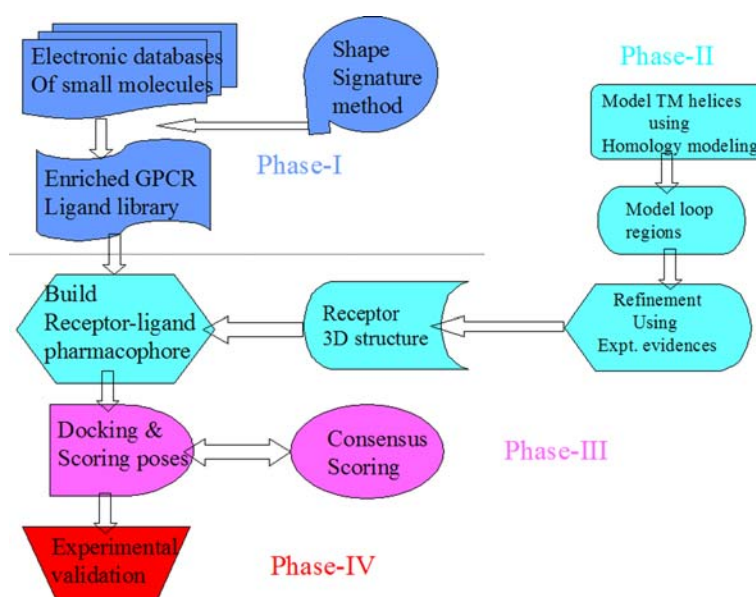 Electronic databases
Of small molecules
Shape
Signature
method
Phase-I
Enriched GPCR
Ligand library
Phase-II
Model TM helices
using
Homology modeling
Model loop
regions
Refinement
Using
Expt. evidences
Receptor
3D structure
Build
Receptor-ligand
pharmacophore
Docking &
Scoring poses
Consensus
Scoring
Phase-III
Experimental
validation
Phase-IV